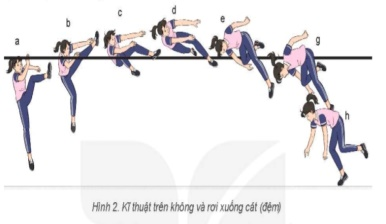 a
b
c
d
e
g
h
Hình 2. Kĩ thuật trên không và rơi xuống cát (đệm)